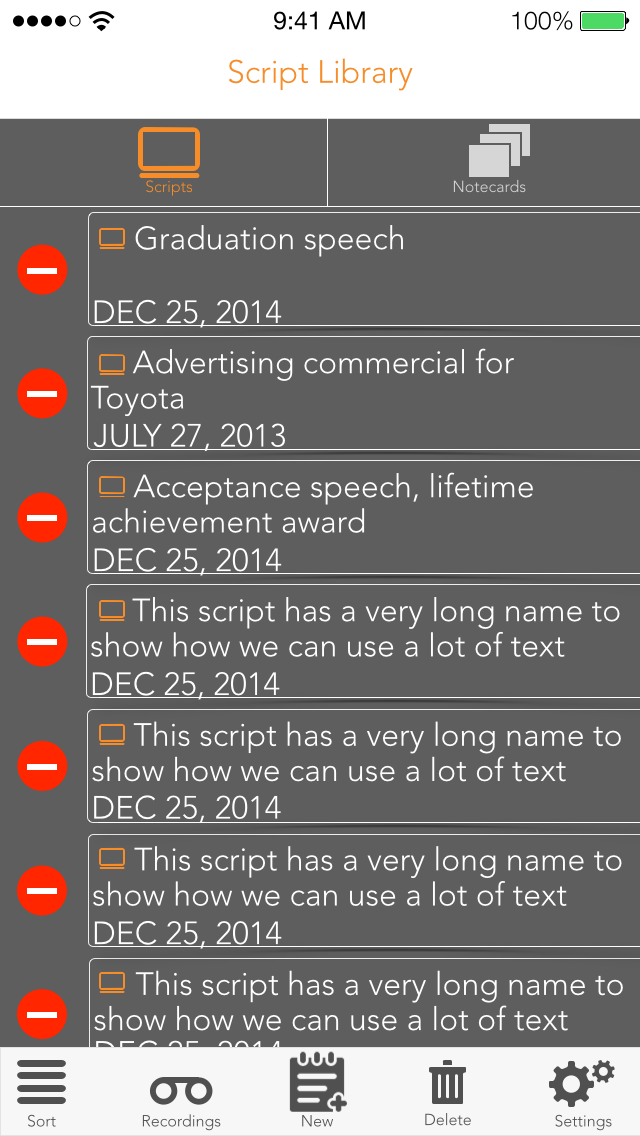 9:41 AM 100%
Script Library
Scripts Notecards
Graduation speech
DEC 25, 2014
Advertising commercial for
Toyota
JULY 27, 2013
Acceptance speech, lifetime
achievement award
DEC 25, 2014
This script has a very long name to
show how we can use a lot of text
DEC 25, 2014
This script has a very long name to
show how we can use a lot of text
DEC 25, 2014
This script has a very long name to
show how we can use a lot of text
DEC 25, 2014
This script has a very long name to
show how we can use a lot of text
DEC 25, 2014
Sort Recordings New Delete Settings